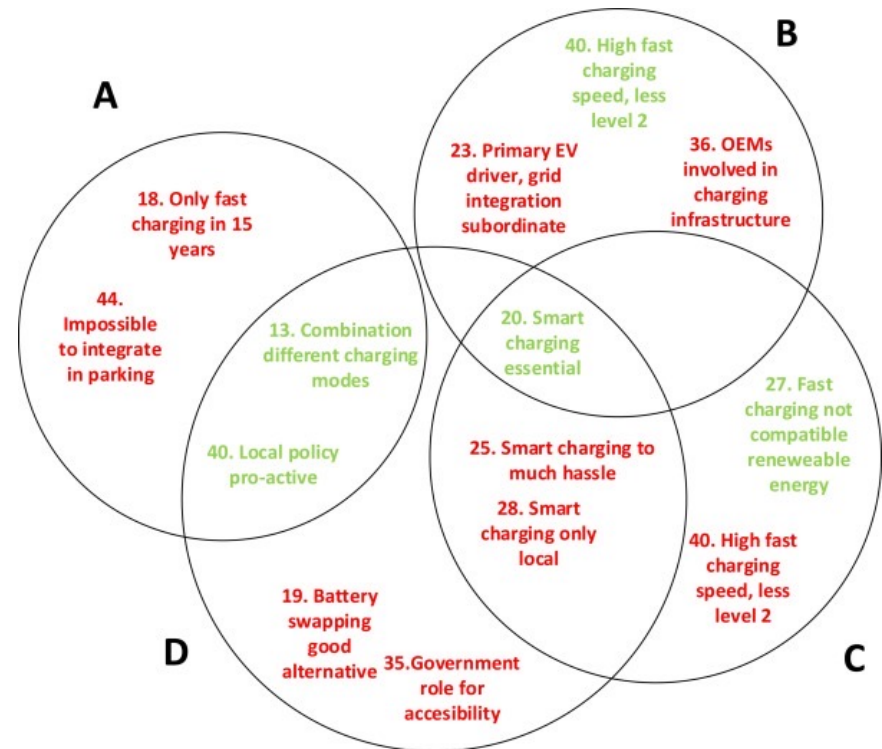 A
18. Only fast
charging in 15
years
44.
Impossible
to integrate
in parking
13. Combination
different charging
modes
40. Local policy
pro-active
B
40. High fast
charging
speed, less
level 2
23. Primary EV
driver, grid
integration
subordinate
36. OEMs
involved in
charging
infrastructure
20. Smart
charging
essential
27. Fast
charging not
compatible
reneweable
energy
25. Smart charging to
much hassle
28. Smart
charging only
local
40. High fast
charging
speed, less
level 2
C
D
19. Battery
swapping
good
alternative
35.Government
role for
accesibility